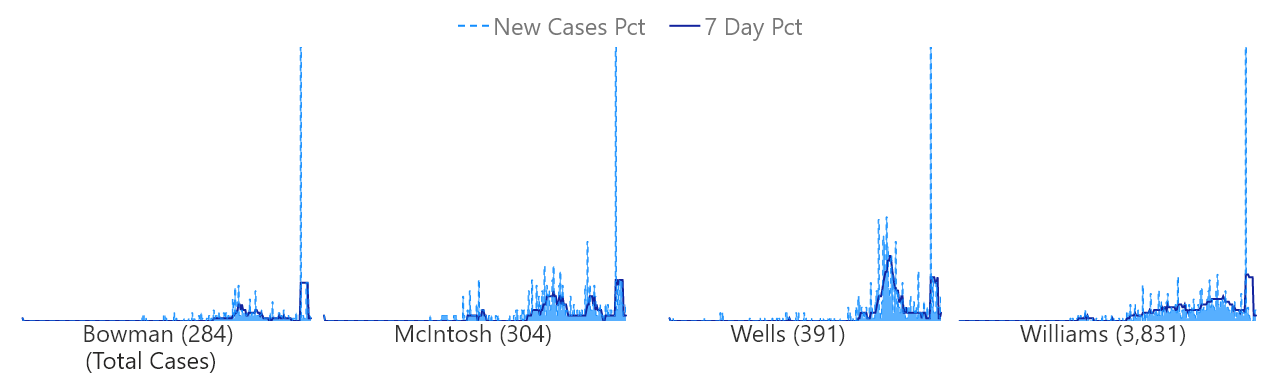 New Cases Pct 7 Day Pct
Bowman (284) McIntosh (304) Wells (391) Williams (3,831)
(Total Cases)